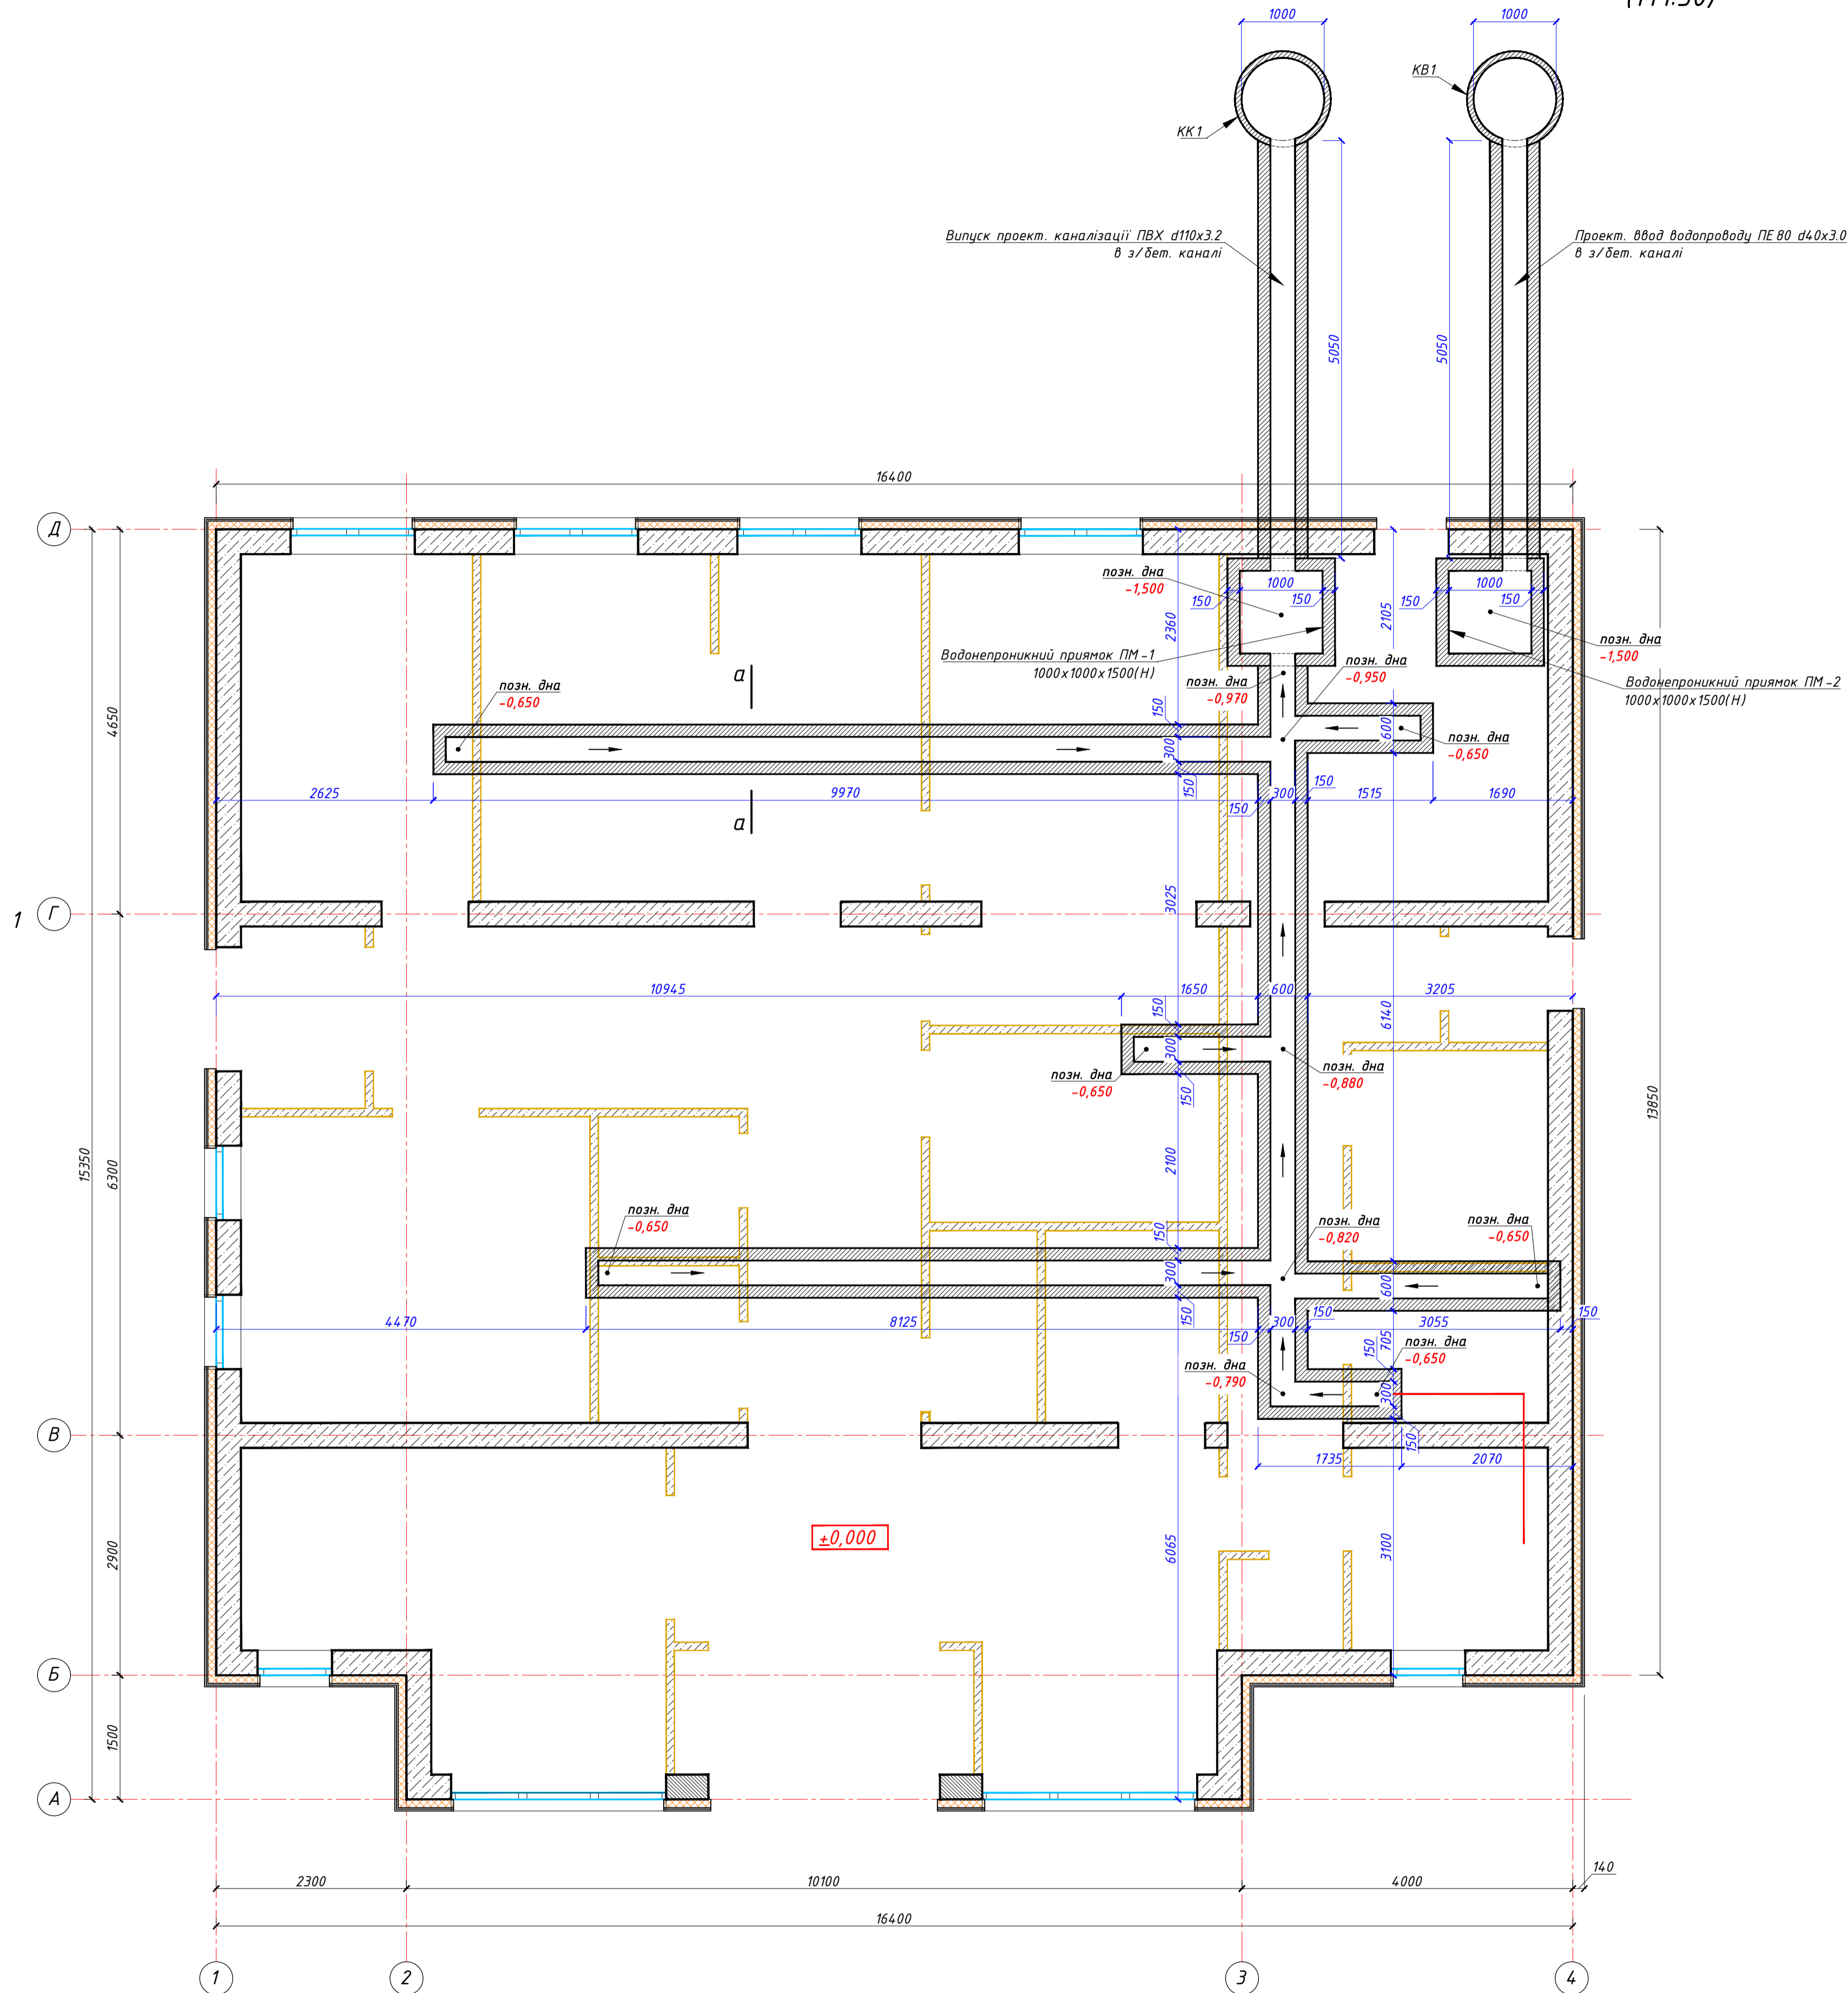 1000
1000
КВ1
КК1
Випуск проект. каналізації ПВХ d110x3.2
в з/бет. каналі
Проект. ввод водопроводу ПЕ 80 d40x3.0
в з/бет. каналі
5050
5050
16400
Д
позн. дна
-1,500
1000
150
150
1000
150
150
2360
2105
позн. дна
-1,500
Водонепроникний приямок ПМ-1
1000x1000x1500(Н)
позн. дна
-0,950
позн. дна
-0,970
Водонепроникний приямок ПМ-2
1000x1000x1500(Н)
а
позн. дна
-0,650
4650
150
300
150
600
позн. дна
-0,650
2625
9970
150
300
150
1515
1690
а
1
Г
3025
10945
1650
600
3205
150
300
150
6140
позн. дна
-0,650
позн. дна
-0,880
13850
15350
6300
2100
позн. дна
-0,650
позн. дна
-0,820
позн. дна
-0,650
150
300
150
600
4470
8125
150
300
150
3055
150
705
150
позн. дна
-0,650
позн. дна
-0,790
300
150
В
1735
2070
±0,000
2900
6065
3100
Б
1500
А
2300
10100
4000
140
16400
1
2
3
4